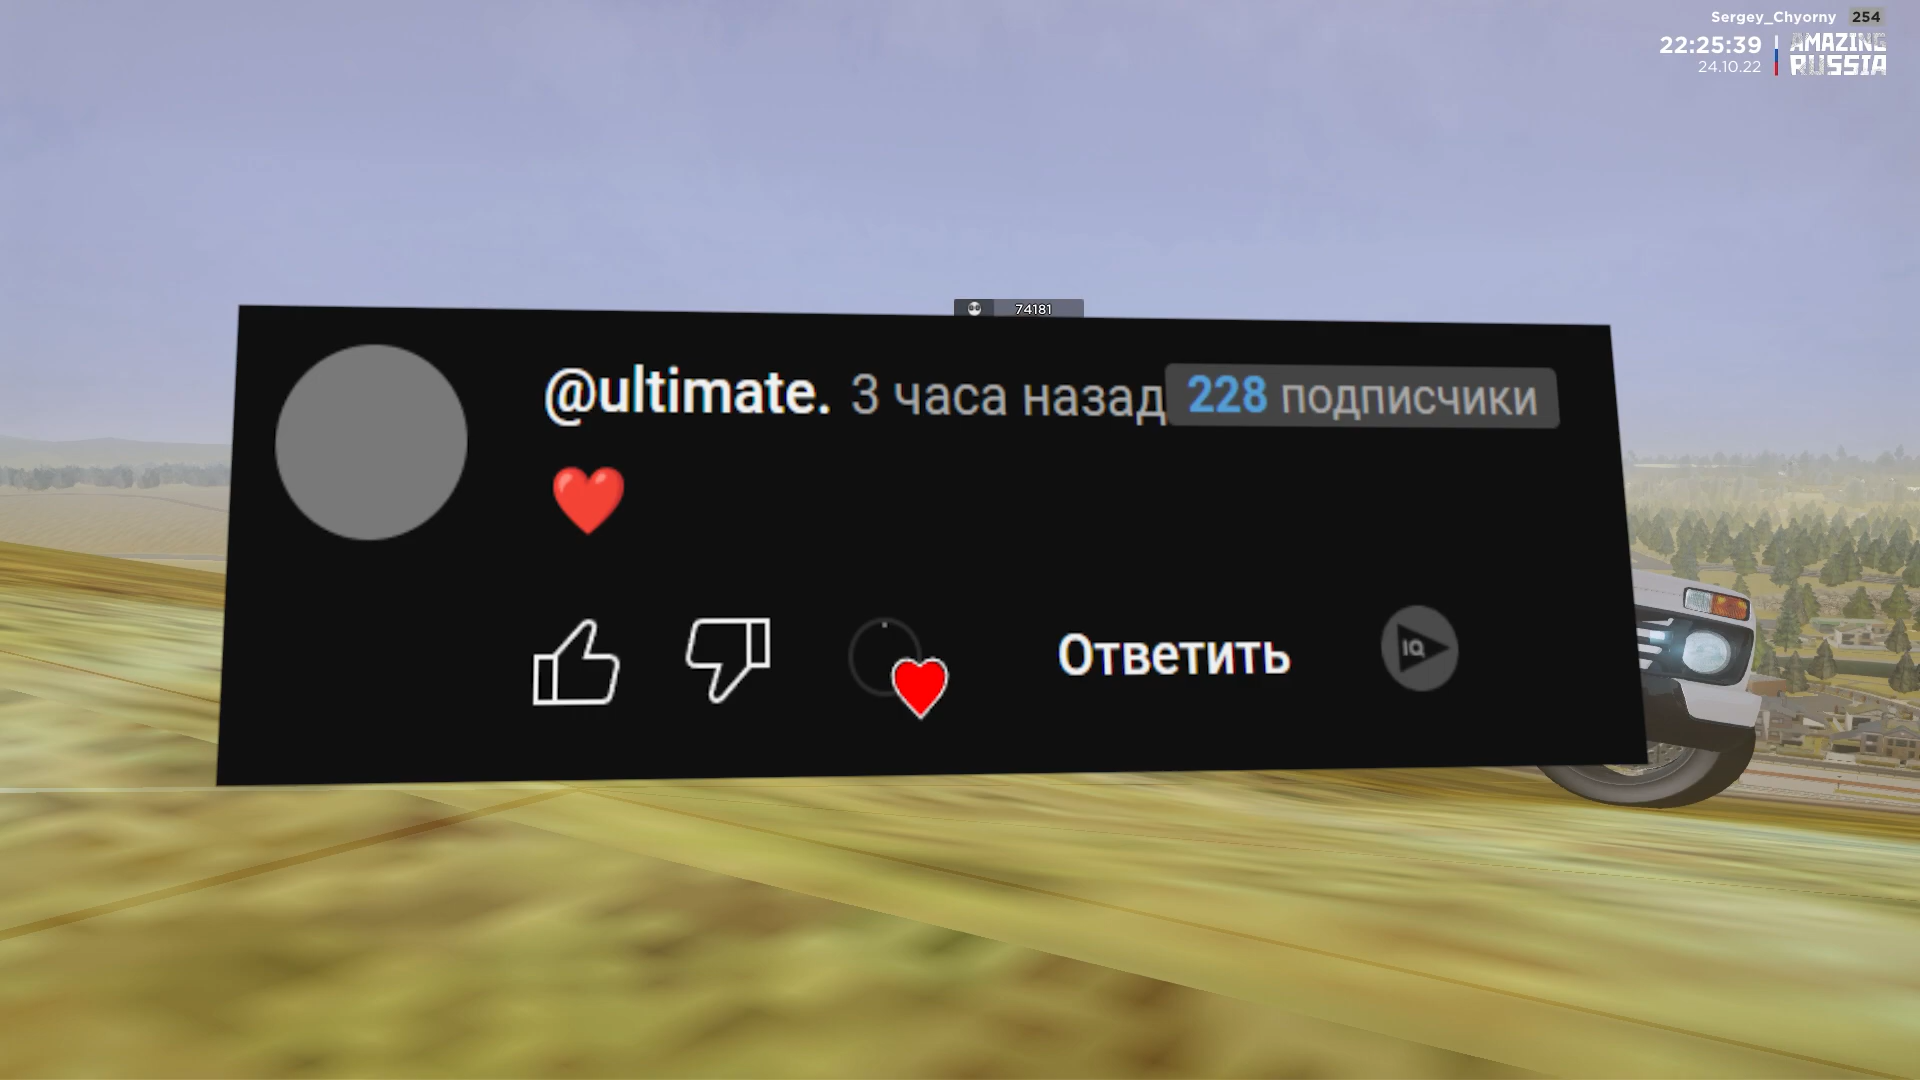 Sergey_Chyorny 254
22:25:39
24.10.22
AMAZING
RUSSIA
74181
@ultimate. 3 часа назад 228 подписчики
Ответить
IQ